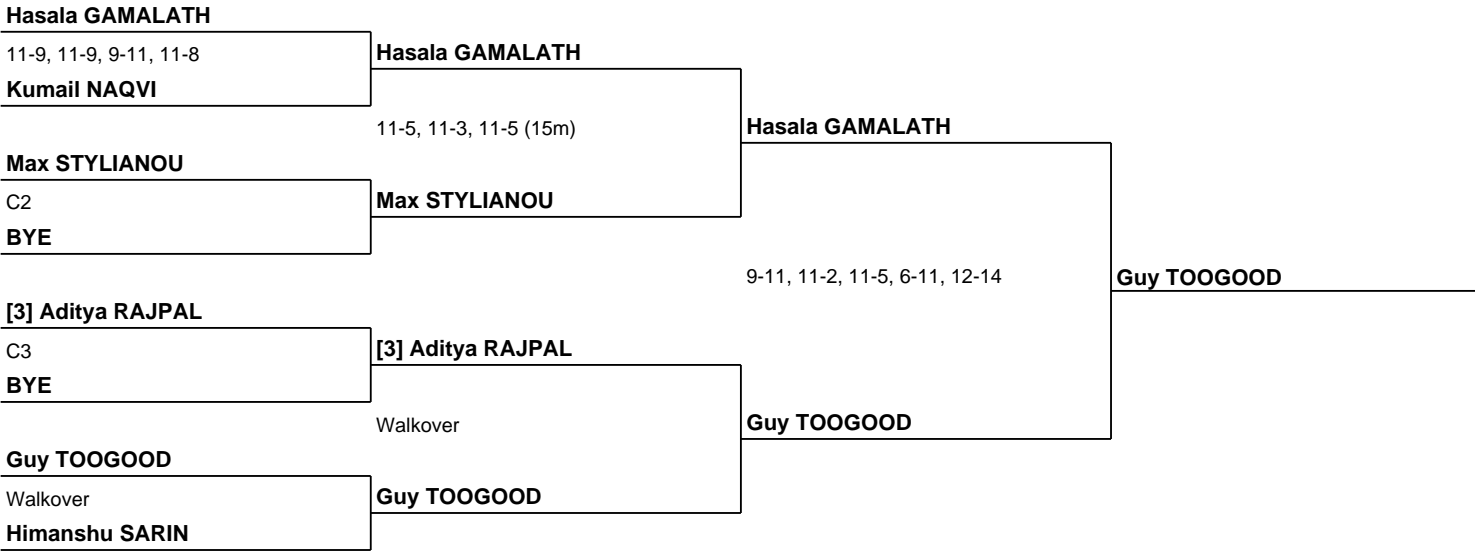 Hasala GAMALATH
11-9, 11-9, 9-11, 11-8
Kumail NAQVI
Max STYLIANOU
C2
BYE
[3] Aditya RAJPAL
C3
BYE
Guy TOOGOOD
Walkover
Himanshu SARIN
Hasala GAMALATH
11-5, 11-3, 11-5 (15m)
Max STYLIANOU
[3] Aditya RAJPAL
Walkover
Guy TOOGOOD
Hasala GAMALATH
9-11, 11-2, 11-5, 6-11, 12-14
Guy TOOGOOD
Guy TOOGOOD